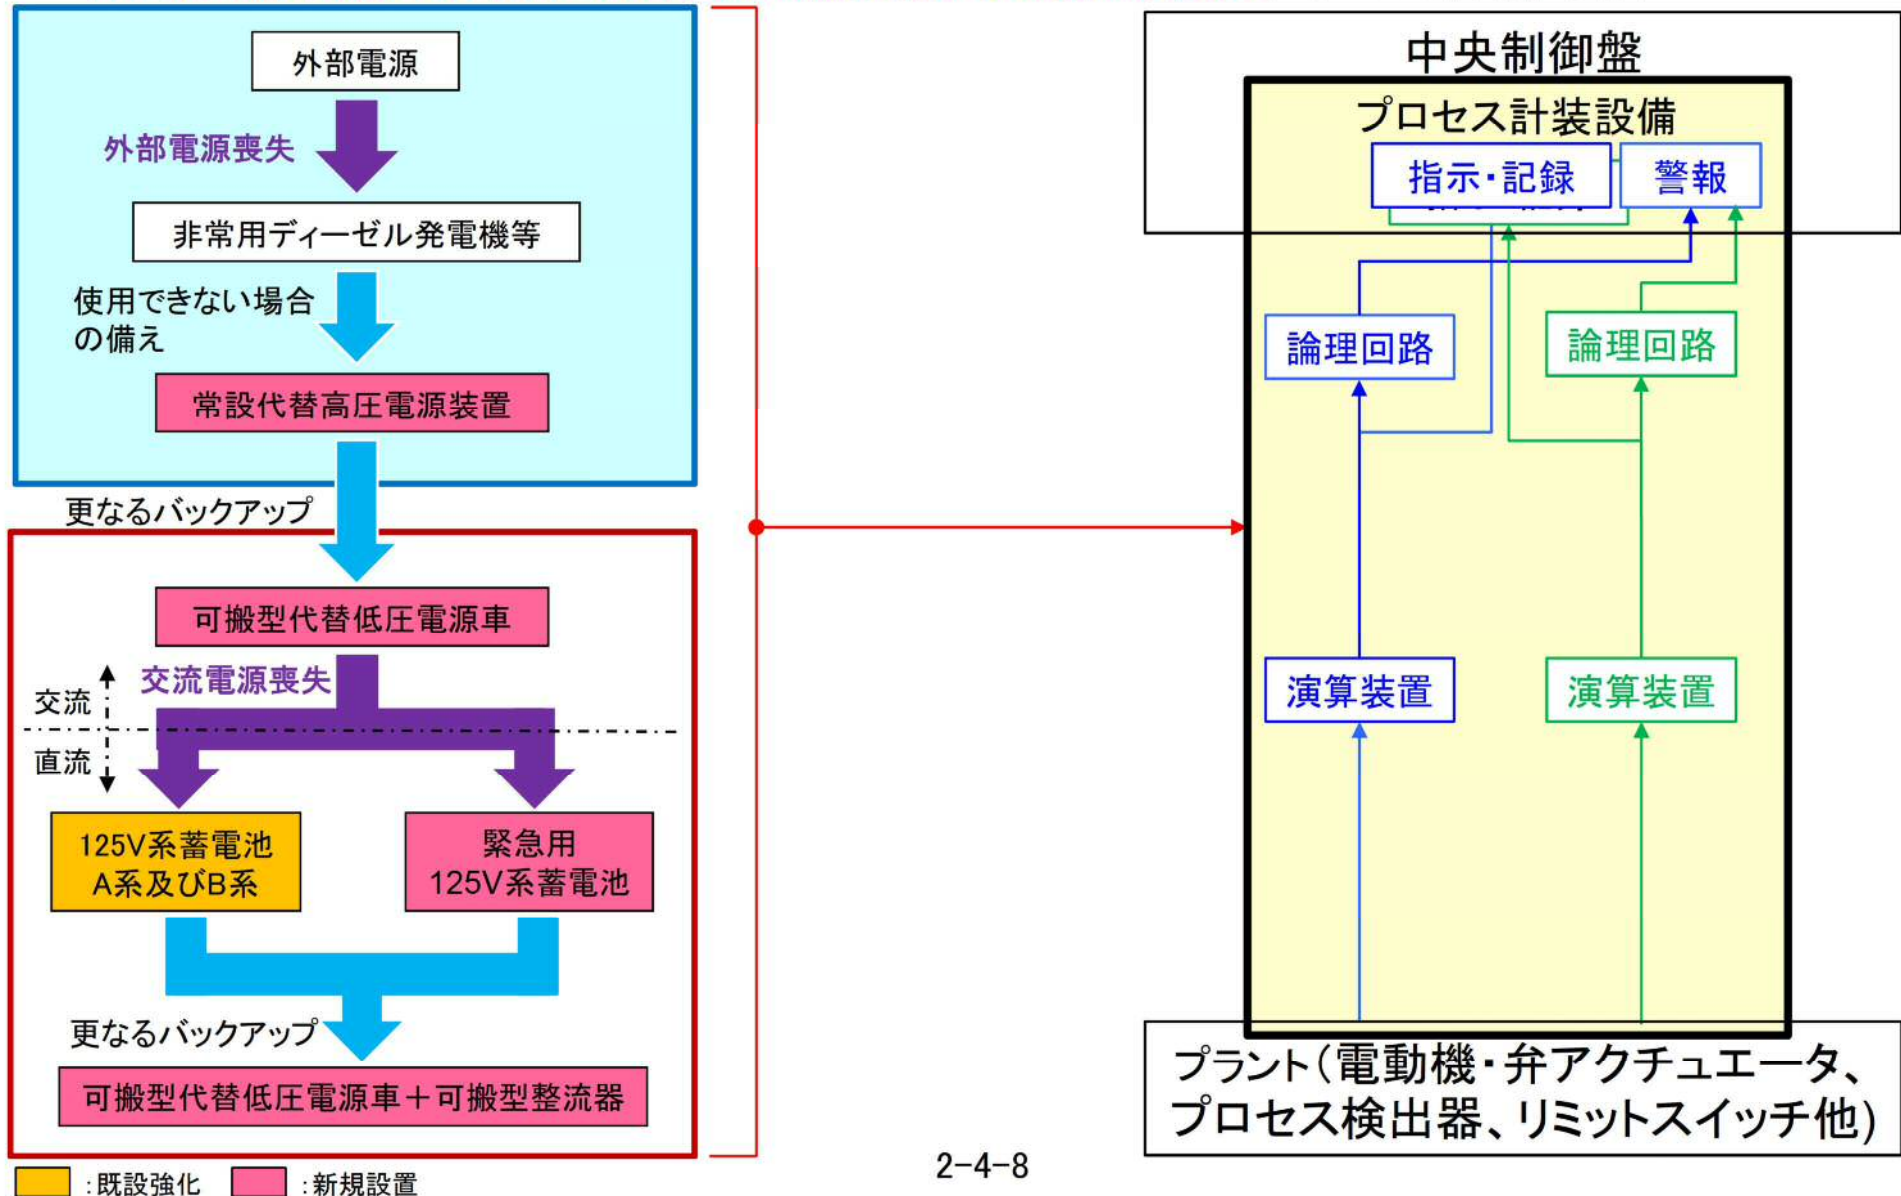 外部電源
外部電源喪失
非常用ディーゼル発電機等
使用できない場合
の備え
常設代替高圧電源装置
更なるバックアップ
可搬型代替低圧電源車
交流電源喪失
交流
直流
125V系蓄電池
A系及びB系
緊急用
125V系蓄電池
更なるバックアップ
可搬型代替低圧電源車＋可搬型整流器
:既設強化
:新規設置
中央制御盤
プロセス計装設備
指示・記録
警報
論理回路
論理回路
演算装置
演算装置
プラント(電動機・弁アクチュエータ、
プロセス検出器、リミットスイッチ他)
2-4-8